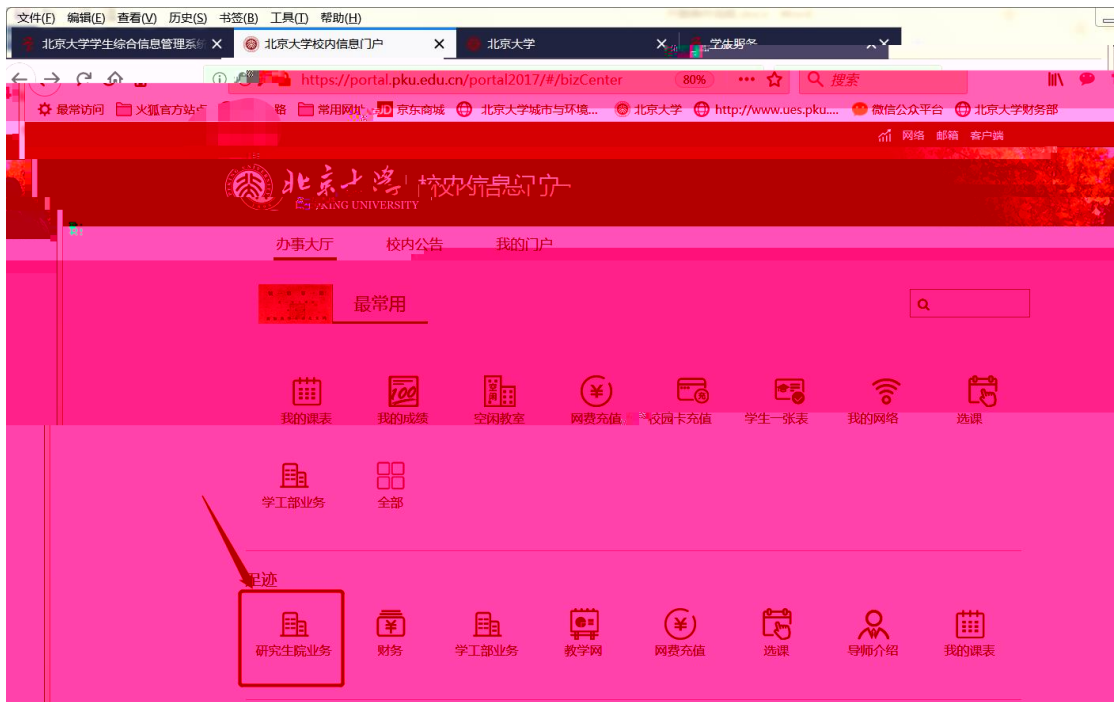 文件(F) 编辑(E) 查看(V) 历史(S) 书签(B) 工具(T) 帮助(H)
北京大学学生综合信息管理系统 × 北京大学校内信息门户 × 北京大学 ×
https://portal.pku.edu.cn/portal2017/#/bizCenter 80% ••• 搜索
最常访问 火狐官方站点 常用网址 JD 京东商城 北京大学城市与环境... 北京大学 http://www.ues.pku.... 微信公众平台 北京大学财务部
网络 邮箱 客户端
北京大学 校内信息门户
UNIVERSITY
办事大厅 校内公告 我的门户
最常用
我的课表 我的成绩 空闲教室 网费充值 校园卡充值 学生一张表 我的网络 选课
学工部业务 全部
足迹
研究生院业务 财务 学工部业务 教学网 网费充值 选课 导师介绍 我的课表